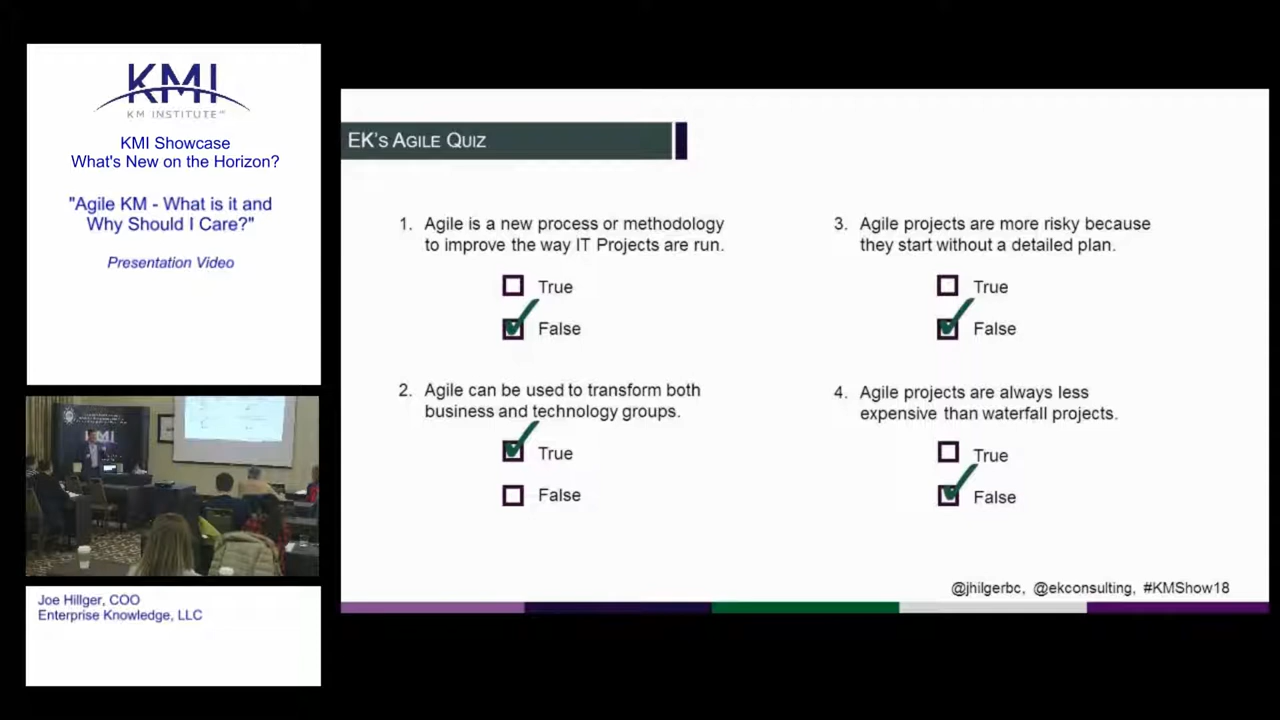 KMI
KM INSTITUTE
KMI Showcase
What's New on the Horizon?
"Agile KM - What is it and
Why Should I Care?"
Presentation Video
KMI
Joe Hillger, COO
Enterprise Knowledge, LLC
EK's Agile Quiz
1. Agile is a new process or methodology
to improve the way IT Projects are run.
True
False
2. Agile can be used to transform both
business and technology groups.
True
False
3. Agile projects are more risky because
they start without a detailed plan.
True
False
4. Agile projects are always less
expensive than waterfall projects.
True
False
@jhilgerbc, @ekconsulting, #KMShow18